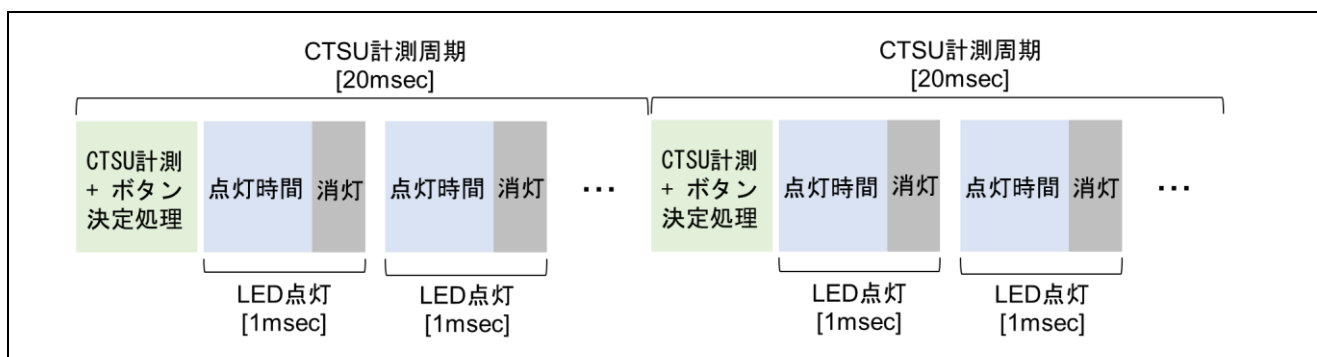 CTSU計測周期
[20msec]
CTSU計測周期
[20msec]
CTSU計測
+ ボタン
決定処理
点灯時間
消灯
点灯時間
消灯
...
CTSU計測
+ ボタン
決定処理
点灯時間
消灯
点灯時間
消灯
...
LED点灯
[1msec]
LED点灯
[1msec]
LED点灯
[1msec]
LED点灯
[1msec]